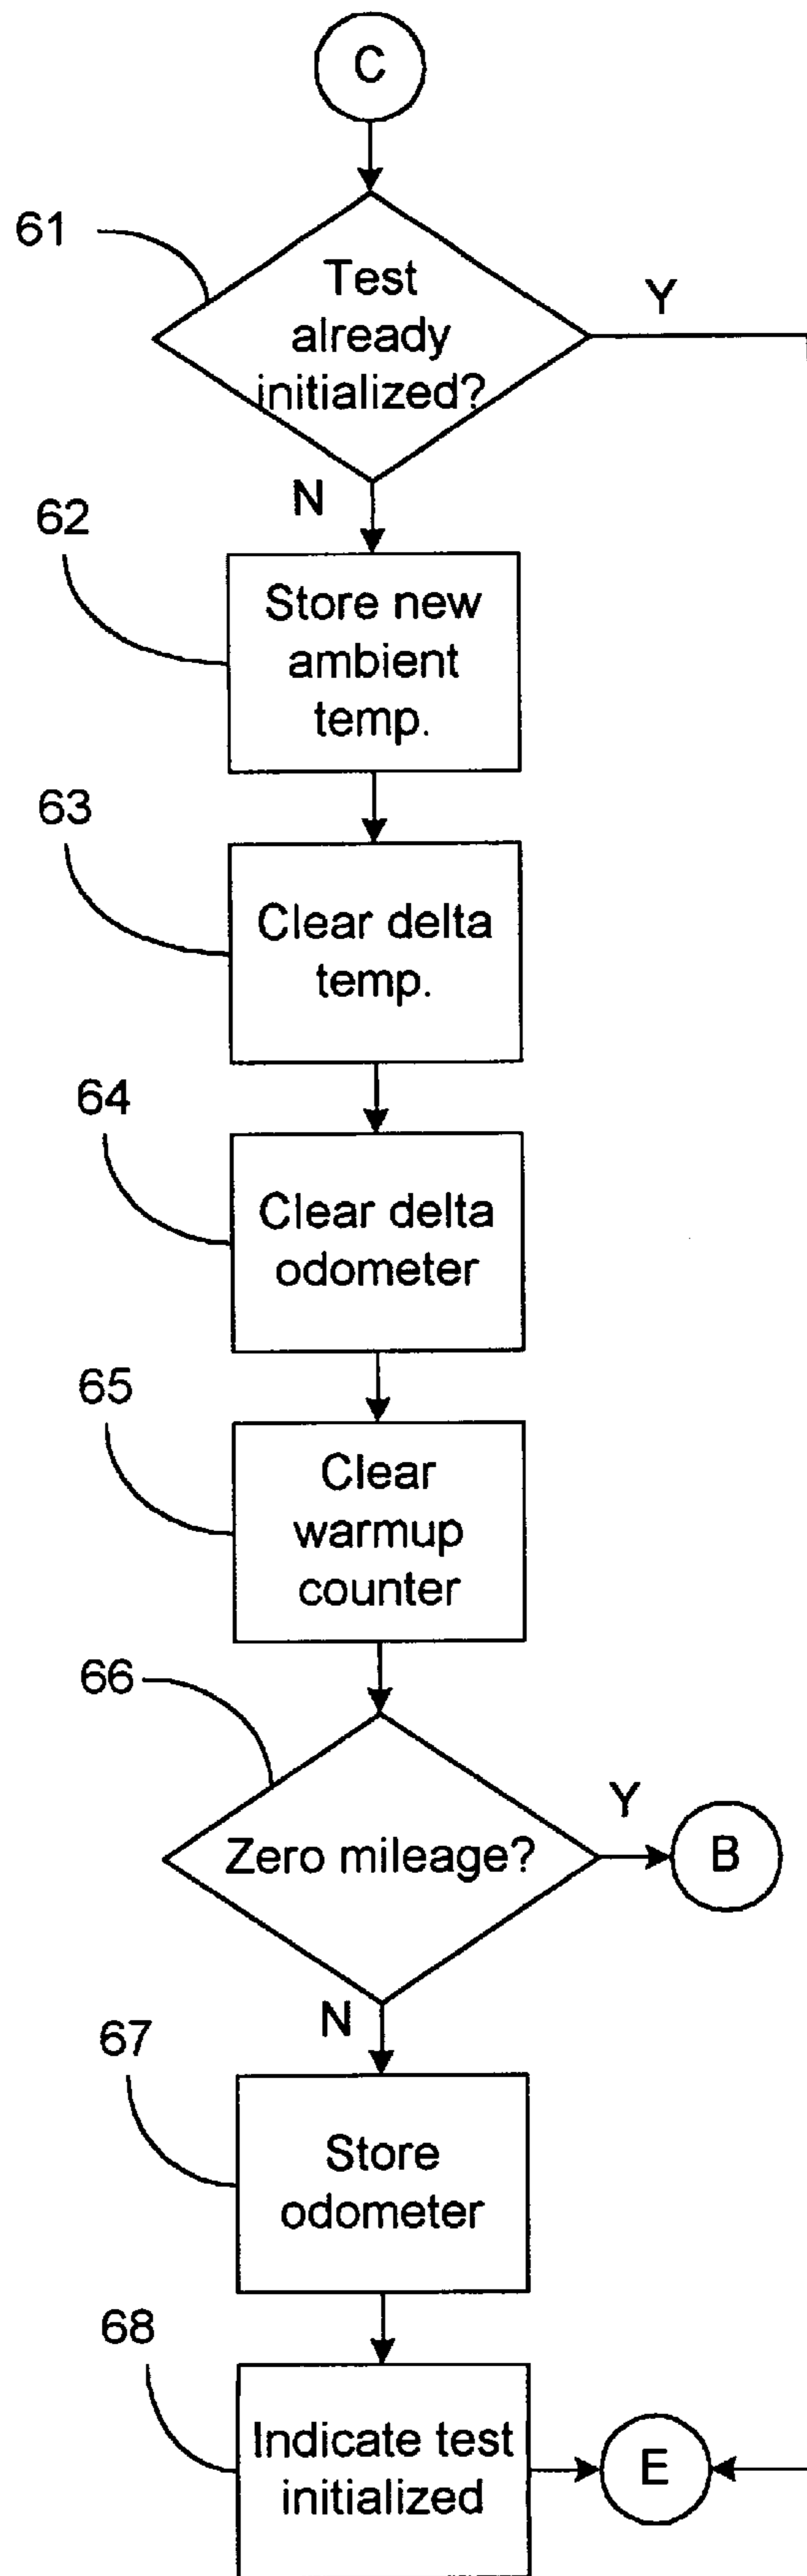 C
61
Test
already
initialized?
Y
N
62
Store new
ambient
temp.
63
Clear delta
temp.
64
Clear delta
odometer
65
Clear
warmup
counter
66
Zero mileage?
Y
B
N
67
Store
odometer
68
Indicate test
initialized
E